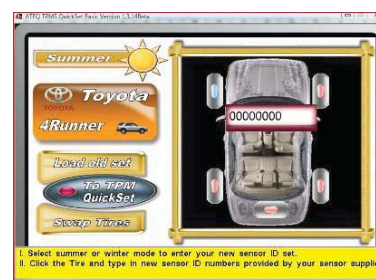 ATEQ TPMS QuickSet Basic Version 1.3.14Beta
Summer
Toyota
TOYOTA
4Runner
00000000
Load old set
To TPM
QuickSet
Swap Tires
I. Select summer or winter mode to enter your new sensor ID set.
II. Click the Tire and type in new sensor ID numbers provided by your sensor supplie